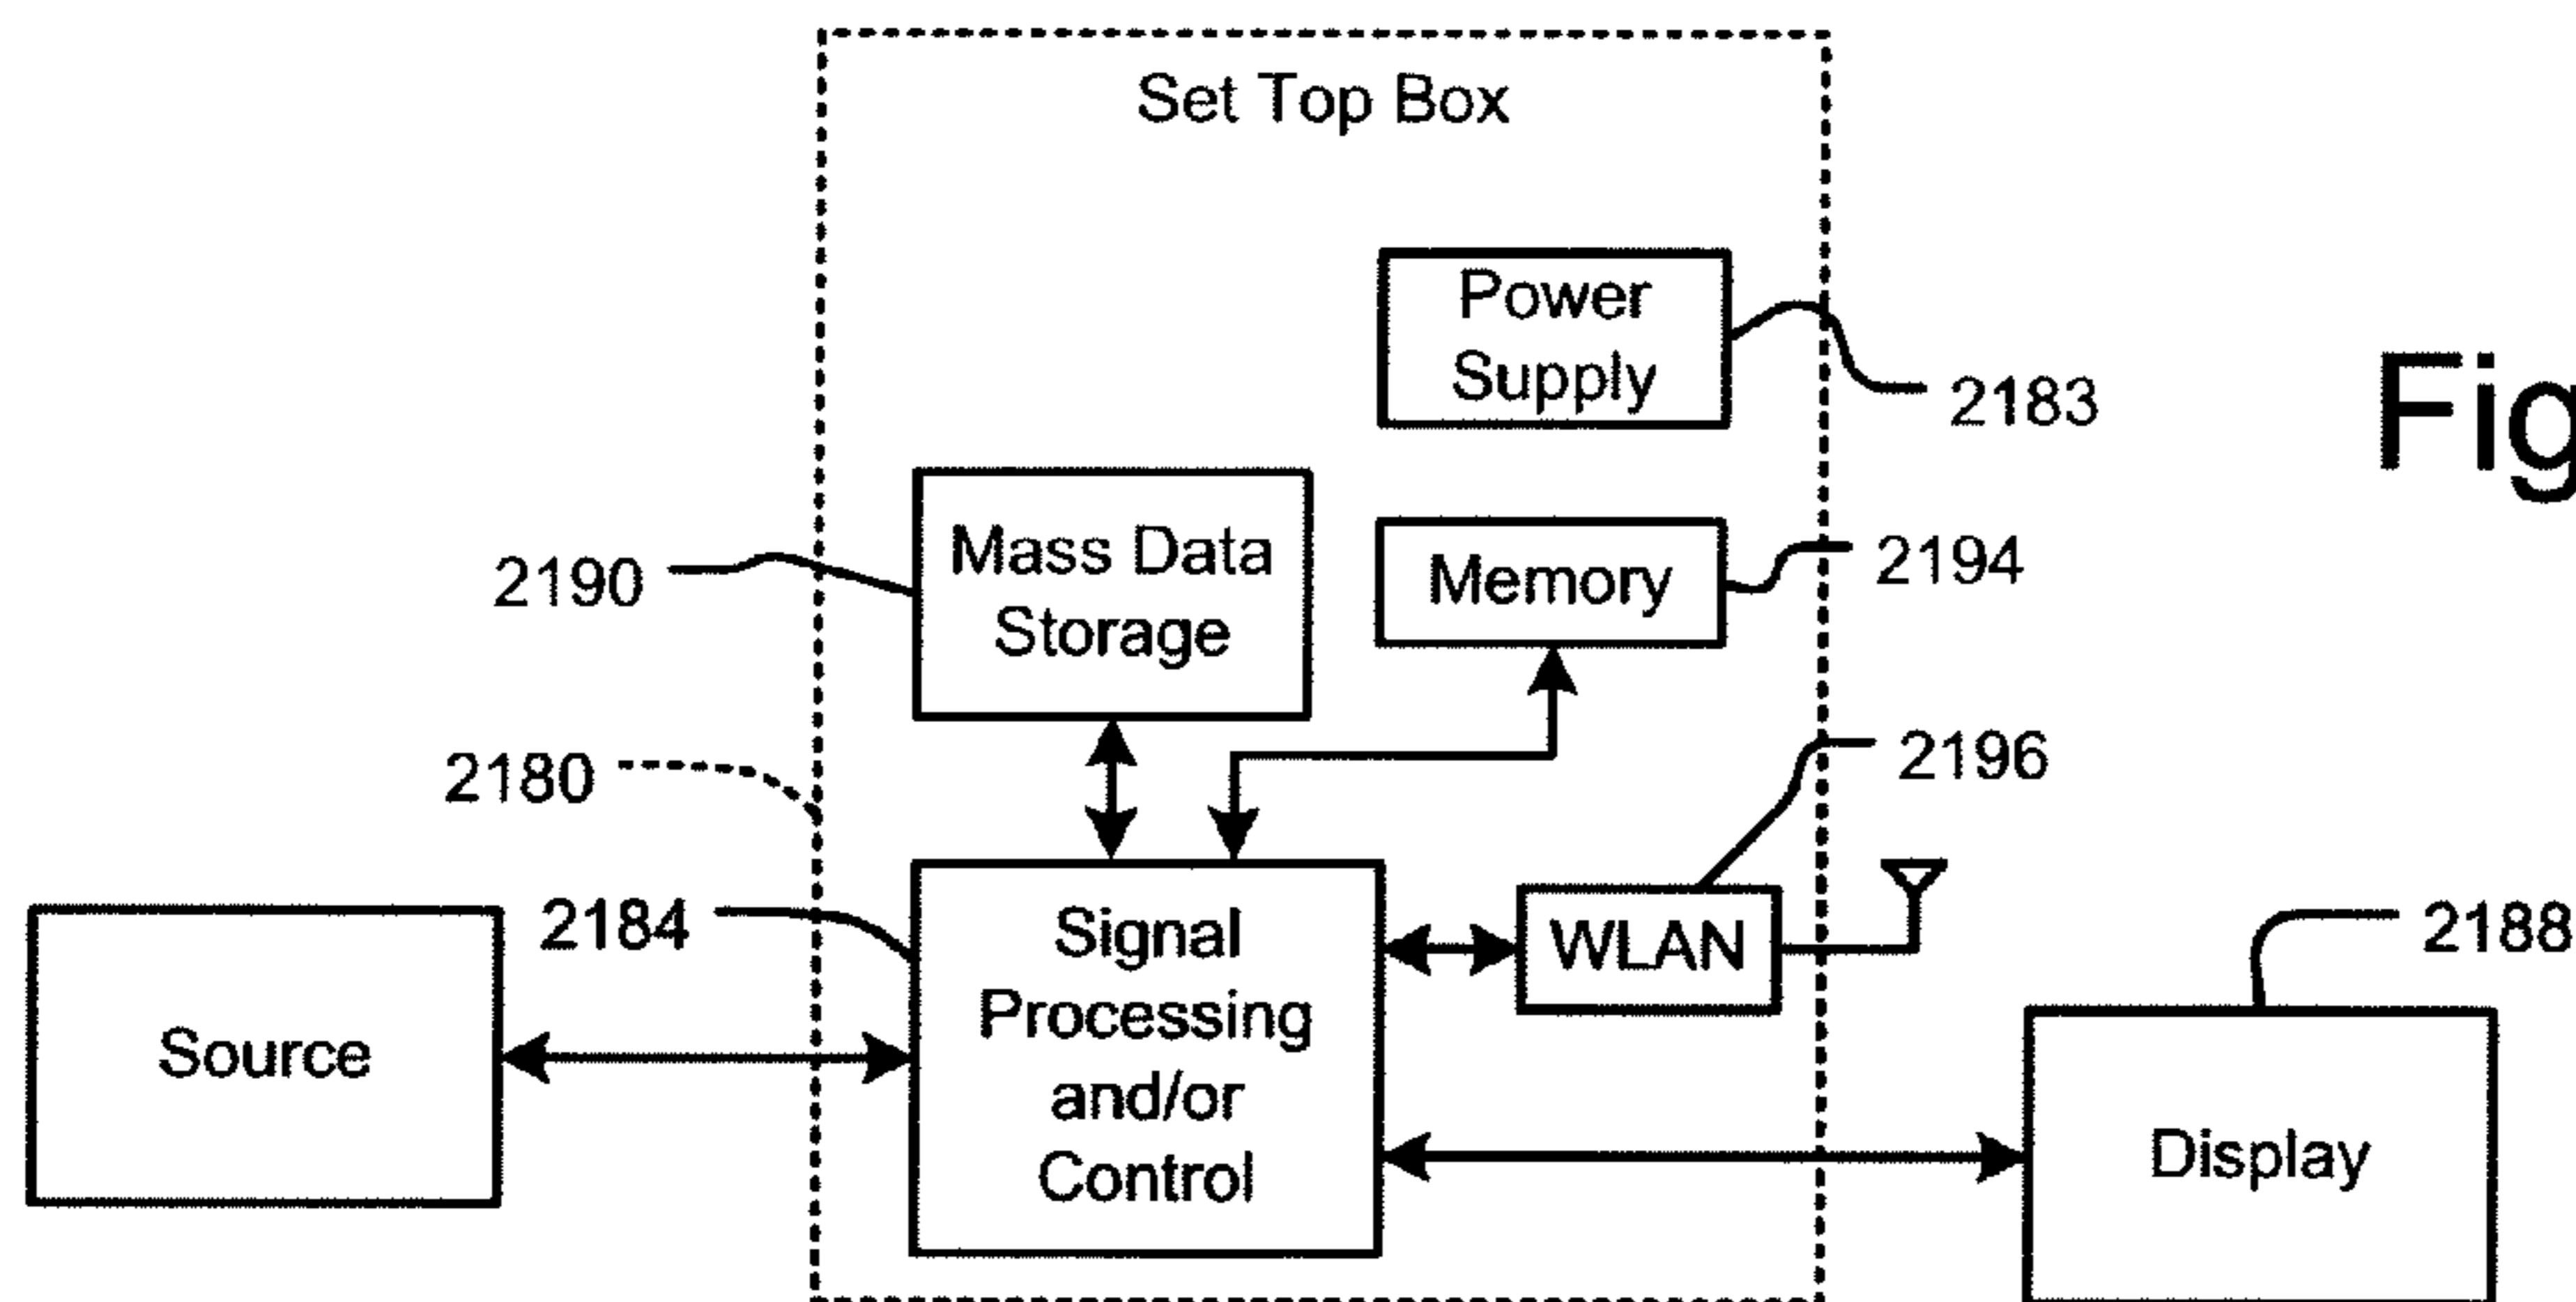 Set Top Box
Power
Supply
2183
Fig
Mass Data
Storage
2190
Memory
2194
2180
2196
2184
Signal
Processing
and/or
Control
WLAN
2188
Source
Display